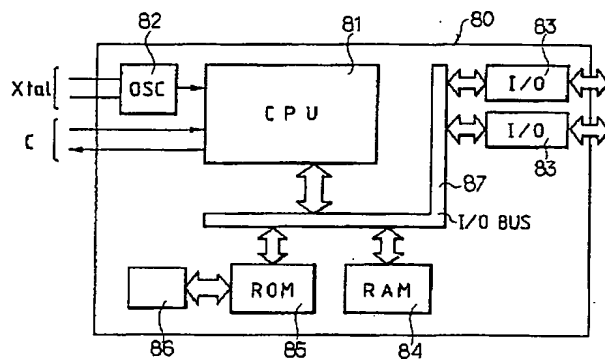 82
81
80
83
Xtal
OSC
CPU
I/O
C
I/O
83
87
I/O BUS
ROM
RAM
86
85
84